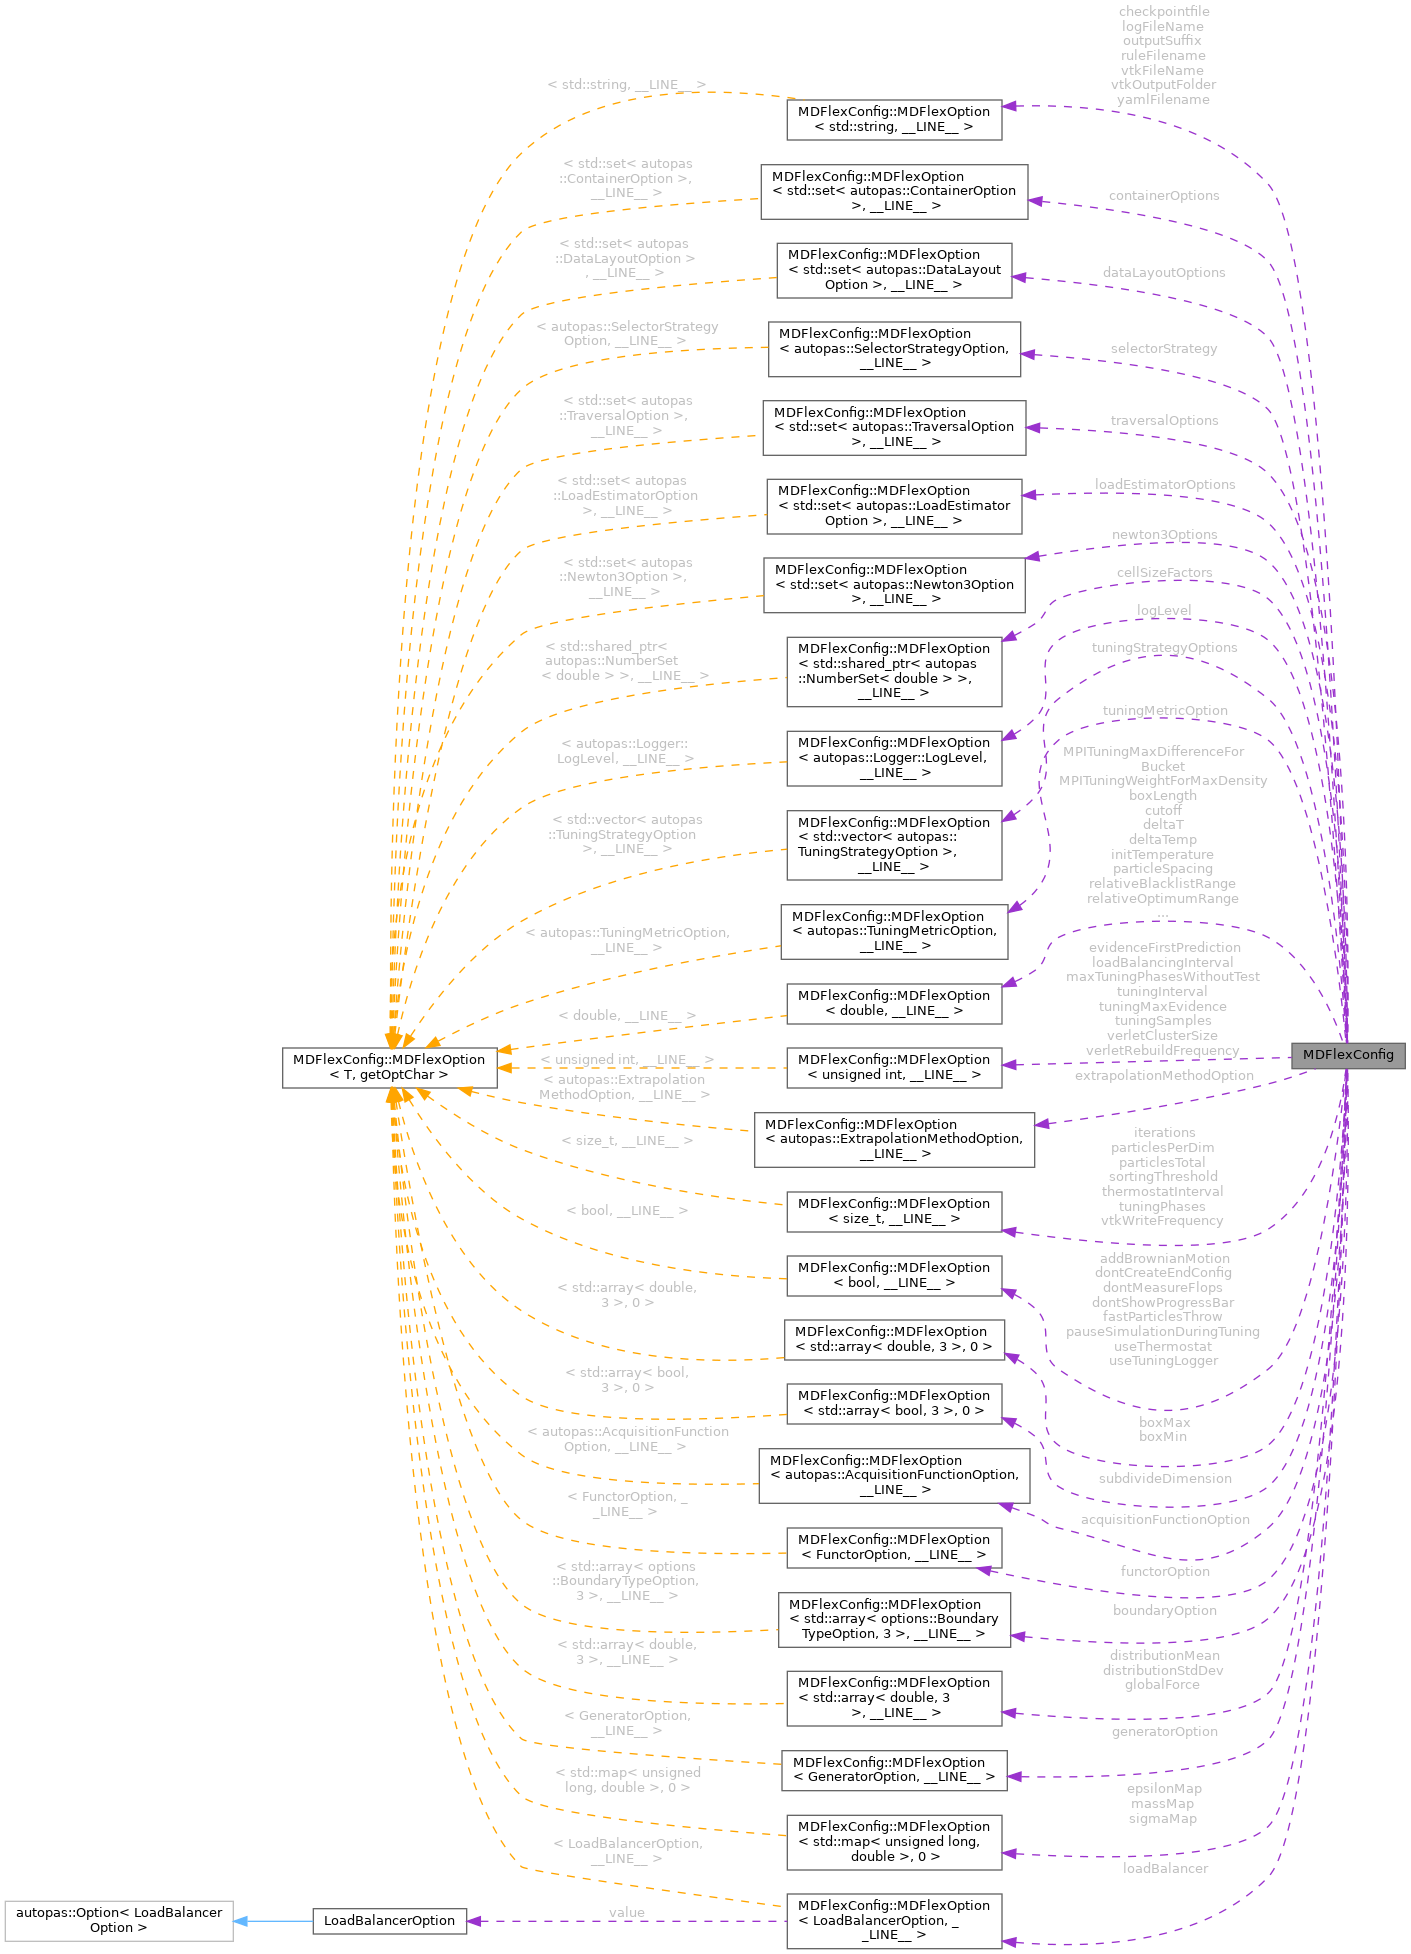 checkpointfile
logFileName
outputSuffix
ruleFilename
vtkFileName
vtkOutputFolder
yamlFilename
< std::string, __LINE__ >
MDFlexConfig::MDFlexOption
< std::string, __LINE__ >
< std::set< autopas
::ContainerOption >,
__LINE__ >
MDFlexConfig::MDFlexOption
< std::set< autopas::ContainerOption
>, __LINE__ >
containerOptions
< std::set< autopas
::DataLayoutOption >
, __LINE__ >
MDFlexConfig::MDFlexOption
< std::set< autopas::DataLayout
Option >, __LINE__ >
dataLayoutOptions
< autopas::SelectorStrategy
Option, __LINE__ >
MDFlexConfig::MDFlexOption
< autopas::SelectorStrategyOption,
__LINE__ >
selectorStrategy
< std::set< autopas
::TraversalOption >,
__LINE__ >
MDFlexConfig::MDFlexOption
< std::set< autopas::TraversalOption
>, __LINE__ >
traversalOptions
< std::set< autopas
::LoadEstimatorOption
>, __LINE__ >
MDFlexConfig::MDFlexOption
< std::set< autopas::LoadEstimator
Option >, __LINE__ >
loadEstimatorOptions
< std::set< autopas
::Newton3Option >,
__LINE__ >
MDFlexConfig::MDFlexOption
< std::set< autopas::Newton3Option
>, __LINE__ >
newton3Options
cellSizeFactors
< std::shared_ptr<
autopas::NumberSet
< double > >, __LINE__ >
MDFlexConfig::MDFlexOption
< std::shared_ptr< autopas
::NumberSet< double > >,
__LINE__ >
logLevel
tuningStrategyOptions
< autopas::Logger::
LogLevel, __LINE__ >
MDFlexConfig::MDFlexOption
< autopas::Logger::LogLevel,
__LINE__ >
tuningMetricOption
< std::vector< autopas
::TuningStrategyOption
>, __LINE__ >
MDFlexConfig::MDFlexOption
< std::vector< autopas::
TuningStrategyOption >,
__LINE__ >
MPITuningMaxDifferenceFor
Bucket
MPITuningWeightForMaxDensity
boxLength
cutoff
deltaT
deltaTemp
initTemperature
particleSpacing
relativeBlacklistRange
relativeOptimumRange
...
< autopas::TuningMetricOption,
__LINE__ >
MDFlexConfig::MDFlexOption
< autopas::TuningMetricOption,
__LINE__ >
< double, __LINE__ >
MDFlexConfig::MDFlexOption
< double, __LINE__ >
evidenceFirstPrediction
loadBalancingInterval
maxTuningPhasesWithoutTest
tuningInterval
tuningMaxEvidence
tuningSamples
verletClusterSize
verletRebuildFrequency
MDFlexConfig::MDFlexOption
< T, getOptChar >
< unsigned int, __LINE__ >
MDFlexConfig::MDFlexOption
< unsigned int, __LINE__ >
MDFlexConfig
< autopas::Extrapolation
MethodOption, __LINE__ >
MDFlexConfig::MDFlexOption
< autopas::ExtrapolationMethodOption,
__LINE__ >
extrapolationMethodOption
< size_t, __LINE__ >
MDFlexConfig::MDFlexOption
< size_t, __LINE__ >
iterations
particlesPerDim
particlesTotal
sortingThreshold
thermostatInterval
tuningPhases
vtkWriteFrequency
< bool, __LINE__ >
MDFlexConfig::MDFlexOption
< bool, __LINE__ >
addBrownianMotion
dontCreateEndConfig
dontMeasureFlops
dontShowProgressBar
fastParticlesThrow
pauseSimulationDuringTuning
useThermostat
useTuningLogger
< std::array< double,
3 >, 0 >
MDFlexConfig::MDFlexOption
< std::array< double, 3 >, 0 >
boxMax
boxMin
< std::array< bool,
3 >, 0 >
MDFlexConfig::MDFlexOption
< std::array< bool, 3 >, 0 >
subdivideDimension
< autopas::AcquisitionFunction
Option, __LINE__ >
MDFlexConfig::MDFlexOption
< autopas::AcquisitionFunctionOption,
__LINE__ >
acquisitionFunctionOption
< FunctorOption, _
_LINE__ >
MDFlexConfig::MDFlexOption
< FunctorOption, __LINE__ >
functorOption
< std::array< options
::BoundaryTypeOption,
3 >, __LINE__ >
MDFlexConfig::MDFlexOption
< std::array< options::Boundary
TypeOption, 3 >, __LINE__ >
boundaryOption
< std::array< double,
3 >, __LINE__ >
MDFlexConfig::MDFlexOption
< std::array< double, 3
>, __LINE__ >
distributionMean
distributionStdDev
globalForce
< GeneratorOption,
__LINE__ >
MDFlexConfig::MDFlexOption
< GeneratorOption, __LINE__ >
generatorOption
< std::map< unsigned
long, double >, 0 >
MDFlexConfig::MDFlexOption
< std::map< unsigned long,
double >, 0 >
epsilonMap
massMap
sigmaMap
< LoadBalancerOption,
__LINE__ >
MDFlexConfig::MDFlexOption
< LoadBalancerOption, _
_LINE__ >
loadBalancer
autopas::Option< LoadBalancer
Option >
LoadBalancerOption
value